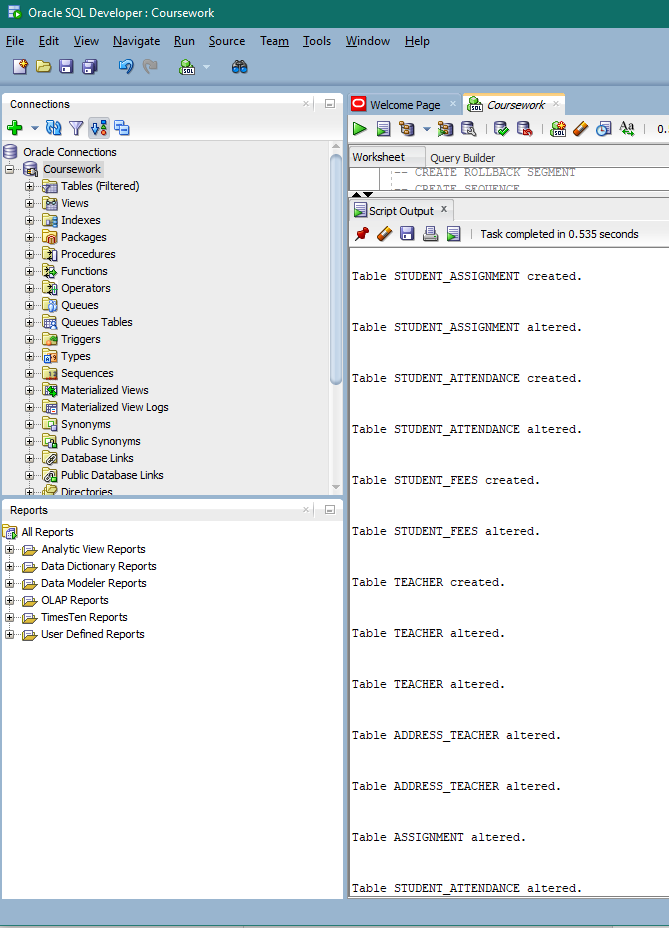 Oracle SQL Developer : Coursework
File Edit View Navigate Run Source Team Tools Window Help
SQL
Connections
Oracle Connections
Coursework
Tables (Filtered)
Views
Indexes
Packages
Procedures
Functions
Operators
Queues
Queues Tables
Triggers
Types
Sequences
Materialized Views
Materialized View Logs
Synonyms
Public Synonyms
Database Links
Public Database Links
Directories
Reports
All Reports
Analytic View Reports
Data Dictionary Reports
Data Modeler Reports
OLAP Reports
TimesTen Reports
User Defined Reports
Welcome Page Coursework
SQL Aa 0.
Worksheet Query Builder
-- CREATE ROLLBACK SEGMENT
-- CREATE SEQUENCE
Script Output x
Task completed in 0.535 seconds
Table STUDENT_ASSIGNMENT created.
Table STUDENT_ASSIGNMENT altered.
Table STUDENT_ATTENDANCE created.
Table STUDENT_ATTENDANCE altered.
Table STUDENT_FEES created.
Table STUDENT_FEES altered.
Table TEACHER created.
Table TEACHER altered.
Table TEACHER altered.
Table ADDRESS_TEACHER altered.
Table ADDRESS_TEACHER altered.
Table ASSIGNMENT altered.
Table STUDENT_ATTENDANCE altered.